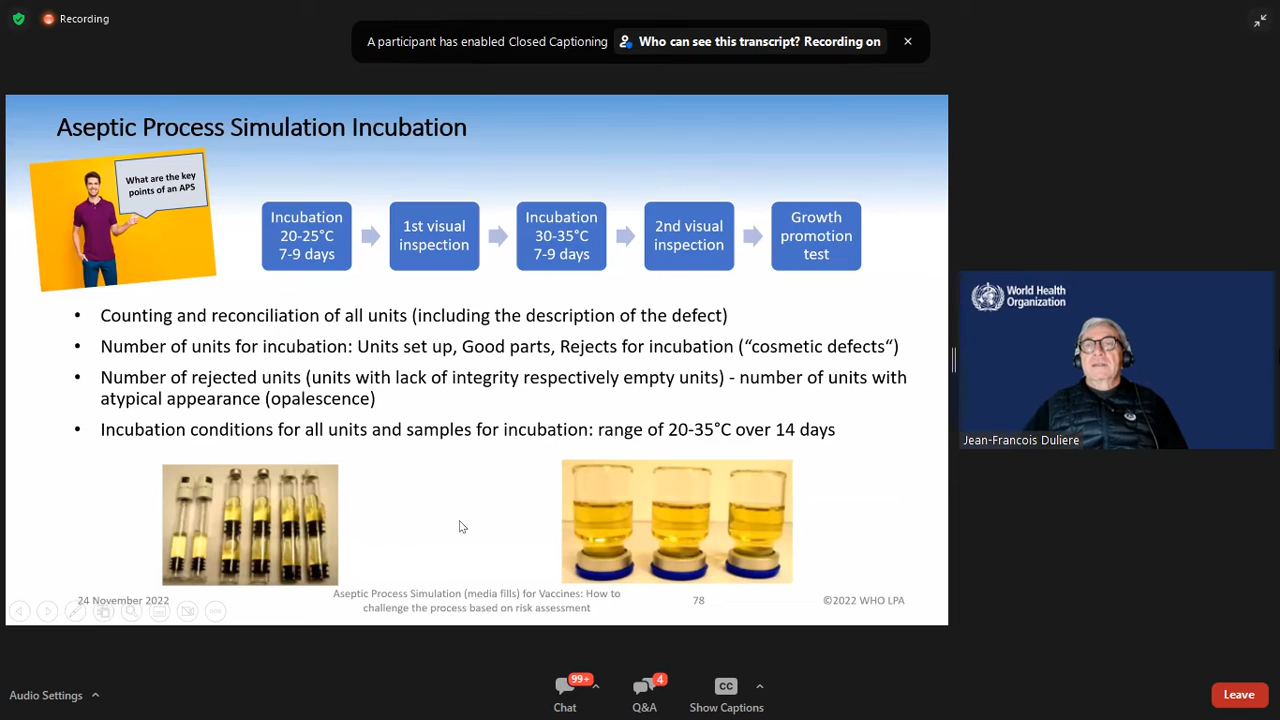 Recording
A participant has enabled Closed Captioning
Who can see this transcript? Recording on
Aseptic Process Simulation Incubation
What are the key
points of an APS
Incubation
20-25°C
7-9 days
1st visual
inspection
Incubation
30-35°C
7-9 days
2nd visual
inspection
Growth
promotion
test
• Counting and reconciliation of all units (including the description of the defect)
• Number of units for incubation: Units set up, Good parts, Rejects for incubation (“cosmetic defects“)
• Number of rejected units (units with lack of integrity respectively empty units) - number of units with
atypical appearance (opalescence)
• Incubation conditions for all units and samples for incubation: range of 20-35°C over 14 days
24 November 2022
Aseptic Process Simulation (media fills) for Vaccines: How to
challenge the process based on risk assessment
78
©2022 WHO LPA
World Health
Organization
Jean-Francois Duliere
Audio Settings
99+
Chat
4
Q&A
CC
Show Captions
Leave